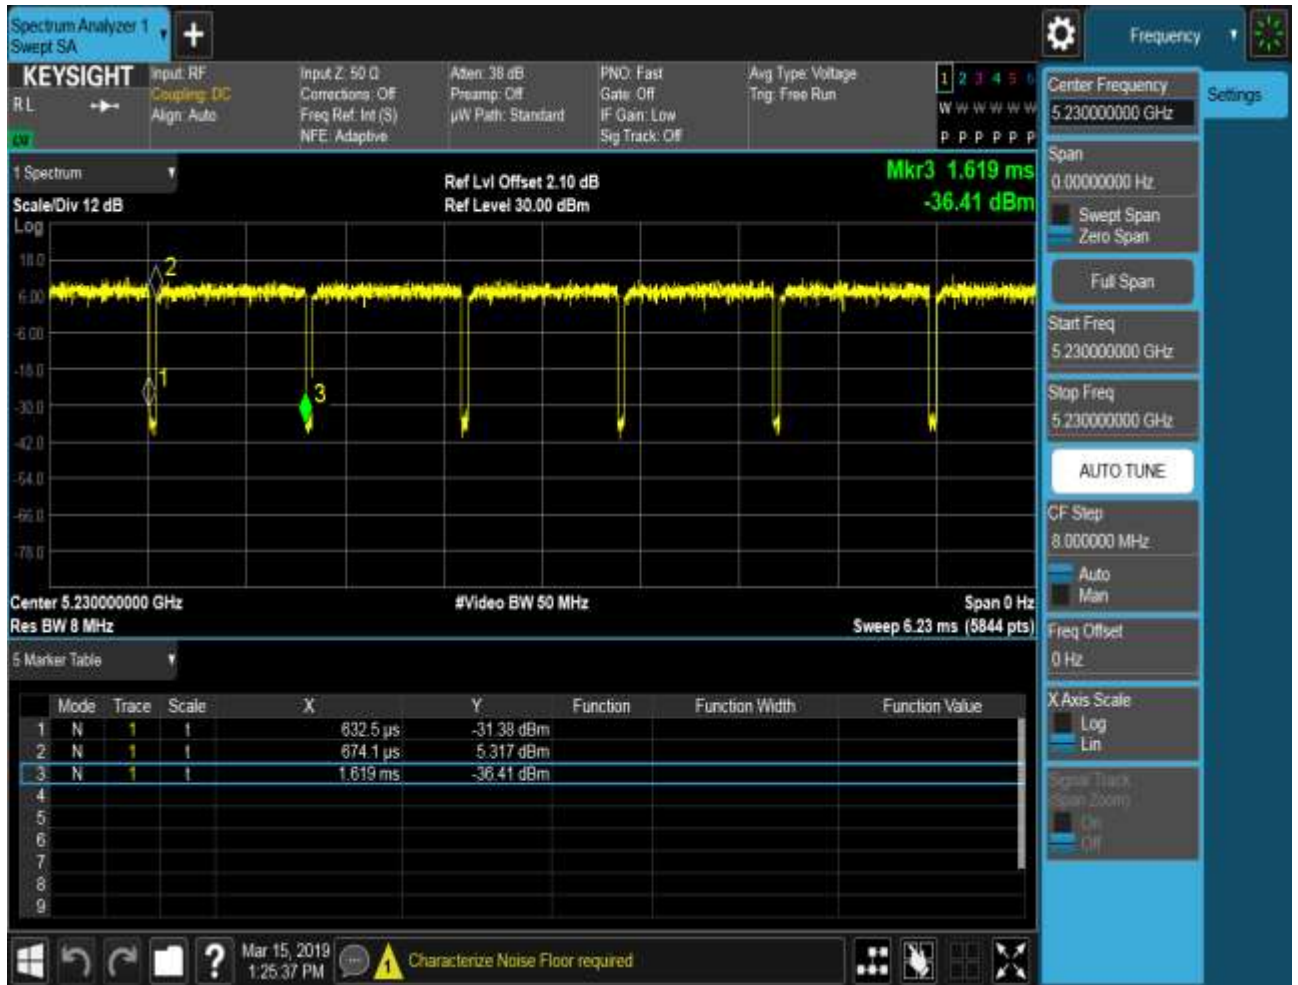 Spectrum Analyzer 1
Swept SA
Frequency
KEYSIGHT
RL
Input: RF
Coupling: DC
Align: Auto
Input Z: 50 Ω
Corrections: Off
Freq Ref: Int (S)
NFE: Adaptive
Atten: 38 dB
Preamp: Off
µW Path: Standard
PNO: Fast
Gate: Off
IF Gain: Low
Sig Track: Off
Avg Type: Voltage
Trig: Free Run
1 2 3 4 5 6
W W W W W W
P P P P P P
1 Spectrum
Scale/Div 12 dB
Ref Lvl Offset 2.10 dB
Ref Level 30.00 dBm
Mkr3 1.619 ms
-36.41 dBm
Log
18.0
6.00
-6.00
-18.0
-30.0
-42.0
-54.0
-66.0
-78.0
1
2
3
Center 5.230000000 GHz
#Video BW 50 MHz
Span 0 Hz
Res BW 8 MHz
Sweep 6.23 ms (5844 pts)
5 Marker Table
Mode Trace Scale X Y Function Function Width Function Value
1 N 1 t 632.5 µs -31.38 dBm
2 N 1 t 674.1 µs 5.317 dBm
3 N 1 t 1.619 ms -36.41 dBm
4
5
6
7
8
9
Center Frequency
5.230000000 GHz
Settings
Span
0.00000000 Hz
Swept Span
Zero Span
Full Span
Start Freq
5.230000000 GHz
Stop Freq
5.230000000 GHz
AUTO TUNE
CF Step
8.000000 MHz
Auto
Man
Freq Offset
0 Hz
X Axis Scale
Log
Lin
Signal Track
(Span Zoom)
On
Off
?
Mar 15, 2019
1:25:37 PM
1
Characterize Noise Floor required